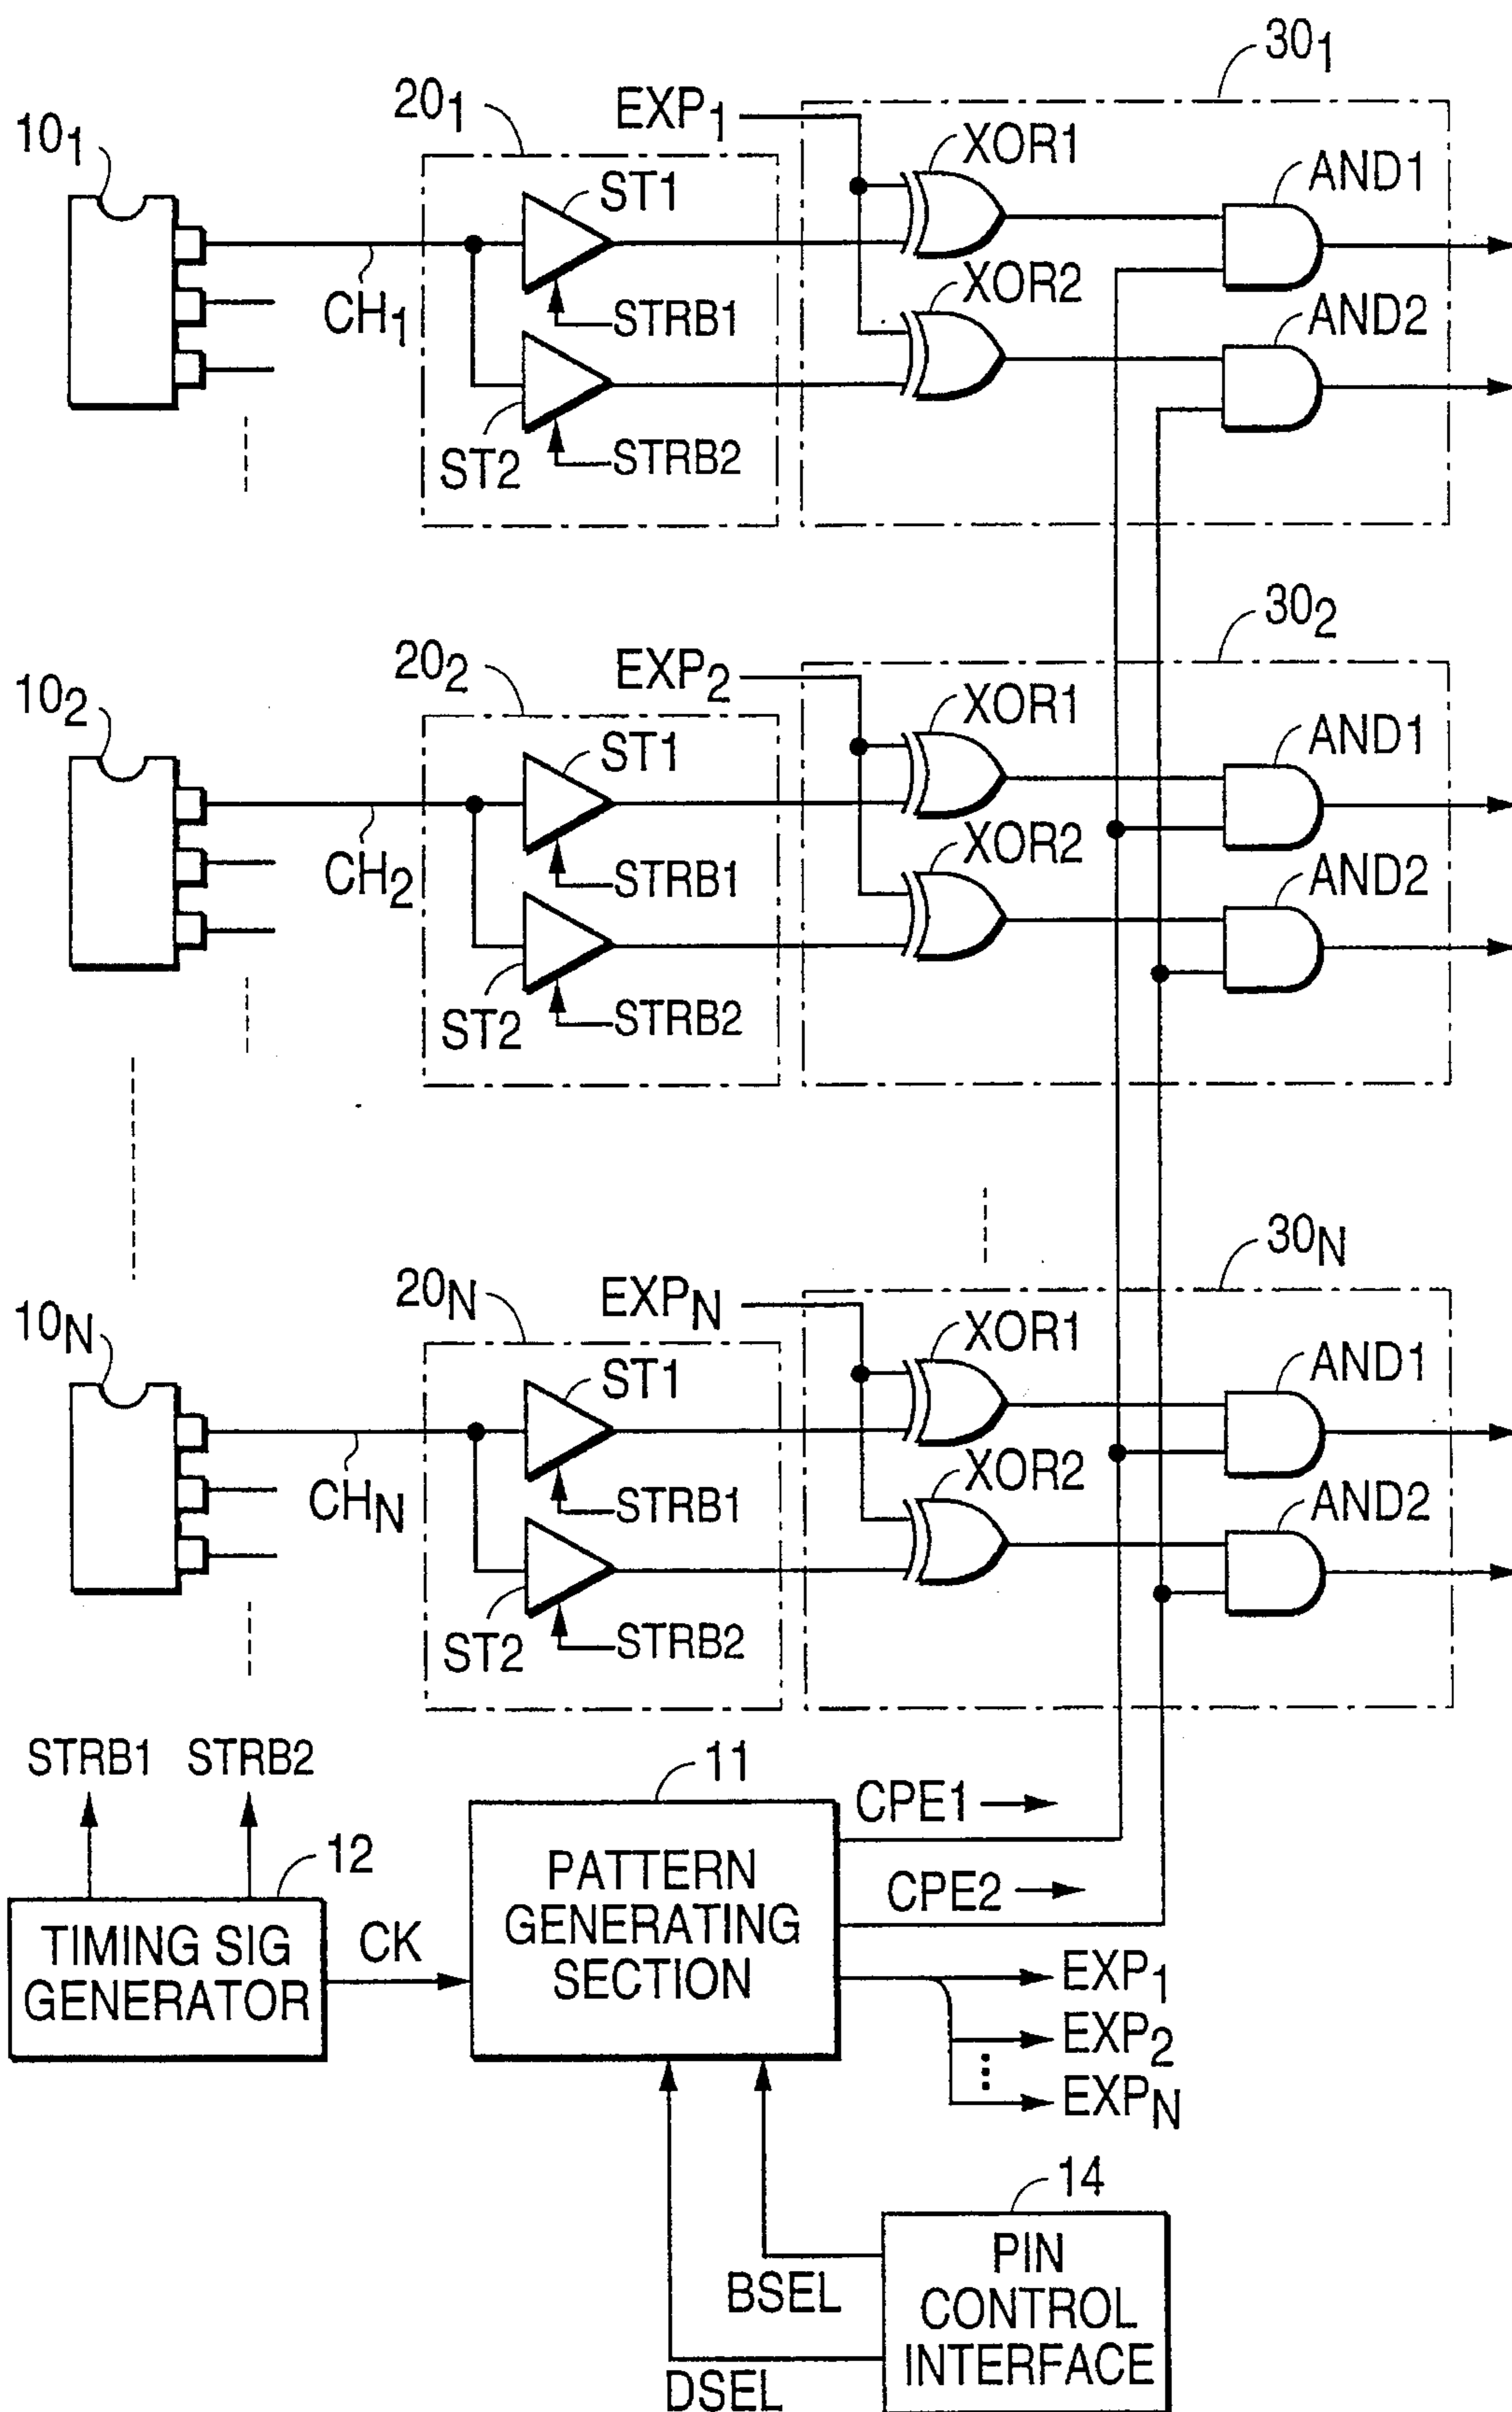 30₁
20₁
EXP₁
10₁
XOR1
AND1
ST1
CH₁
STRB1
XOR2
AND2
ST2
STRB2
30₂
20₂
EXP₂
10₂
XOR1
AND1
ST1
CH₂
STRB1
XOR2
AND2
ST2
STRB2
30N
20N
EXPN
10N
XOR1
AND1
ST1
CHN
STRB1
XOR2
AND2
ST2
STRB2
STRB1 STRB2
11
CPE1
12
PATTERN
GENERATING
SECTION
CPE2
TIMING SIG
GENERATOR
CK
EXP₁
EXP₂
EXPN
14
BSEL
DSEL
PIN
CONTROL
INTERFACE